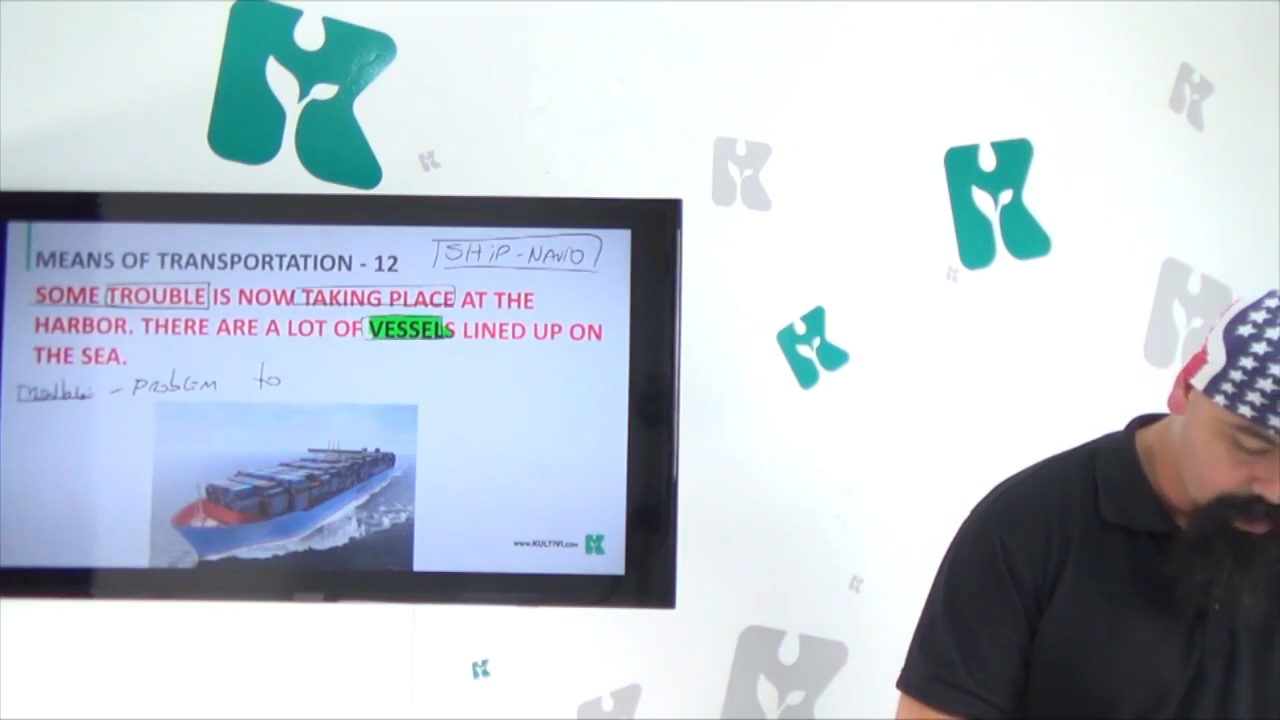 MEANS OF TRANSPORTATION - 12
SHIP - NAVIO
SOME TROUBLE IS NOW TAKING PLACE AT THE
HARBOR. THERE ARE A LOT OF VESSELS LINED UP ON
THE SEA.
Trouble - Problem to
www.KULTIVI.com